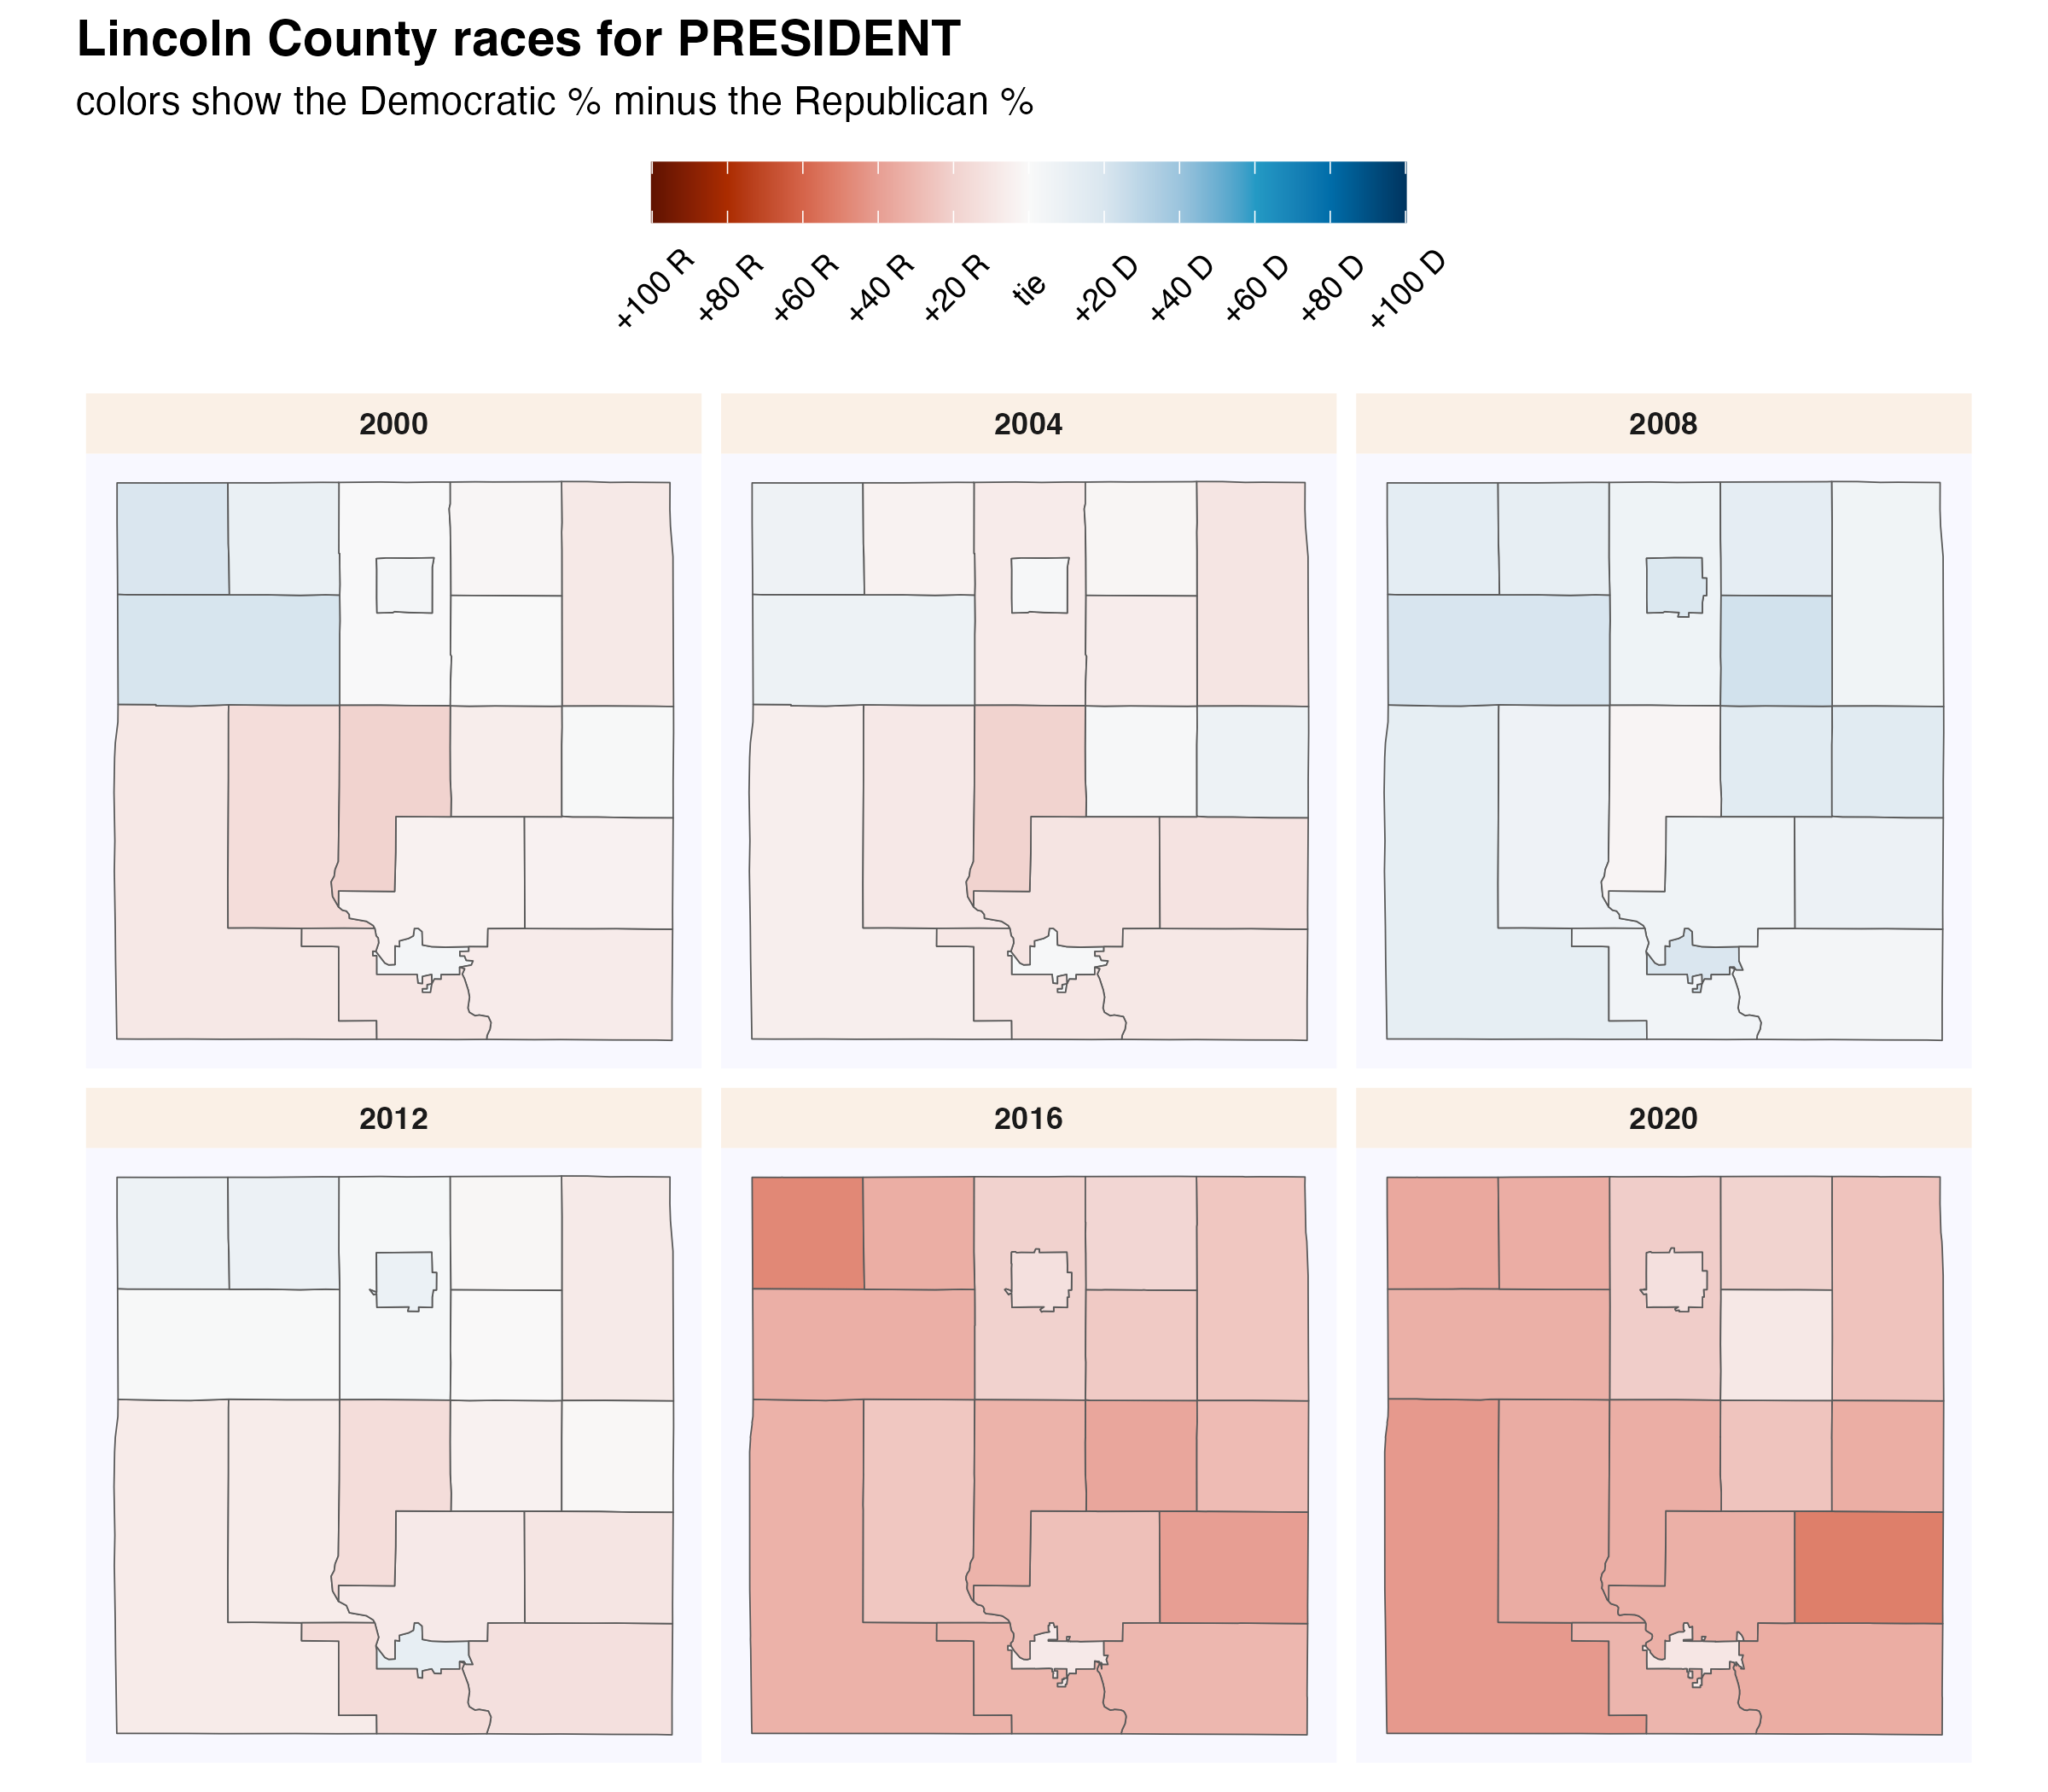 Lincoln County races for PRESIDENT
colors show the Democratic % minus the Republican %
+100 R +80 R +60 R +40 R +20 R tie +20 D +40 D +60 D +80 D +100 D
2000 2004 2008
2012 2016 2020